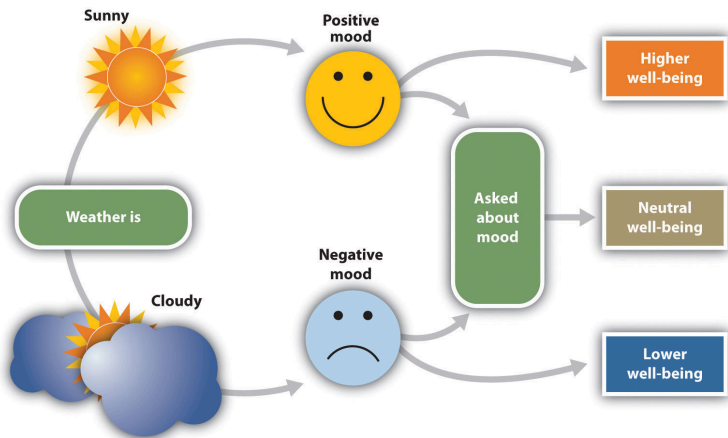 Sunny
Positive
mood
Higher
well-being
Weather is
Asked
about
mood
Neutral
well-being
Negative
mood
Cloudy
Lower
well-being